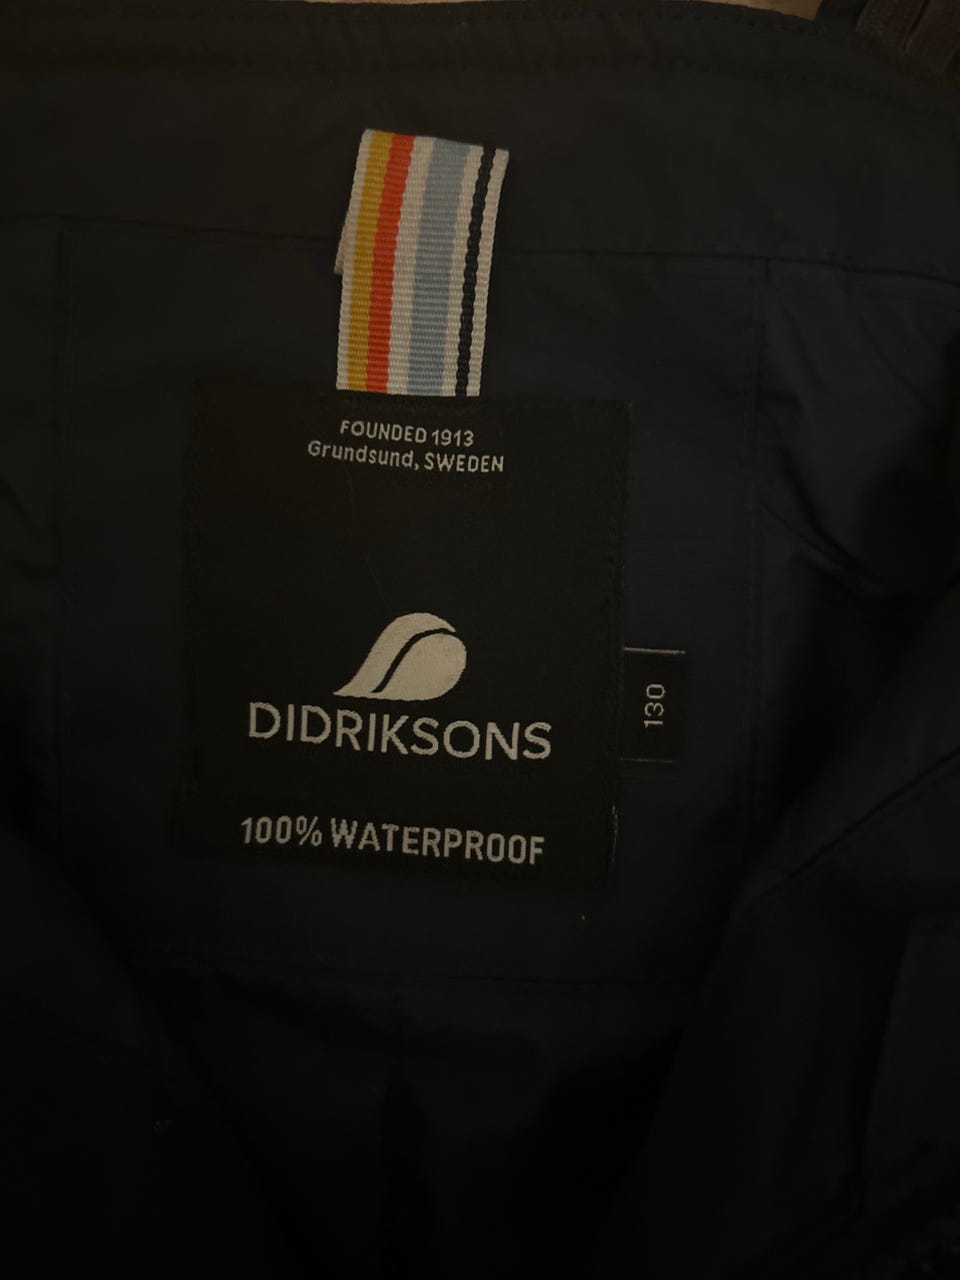 FOUNDED 1913
Grundsund, SWEDEN
DIDRIKSONS
130
100% WATERPROOF